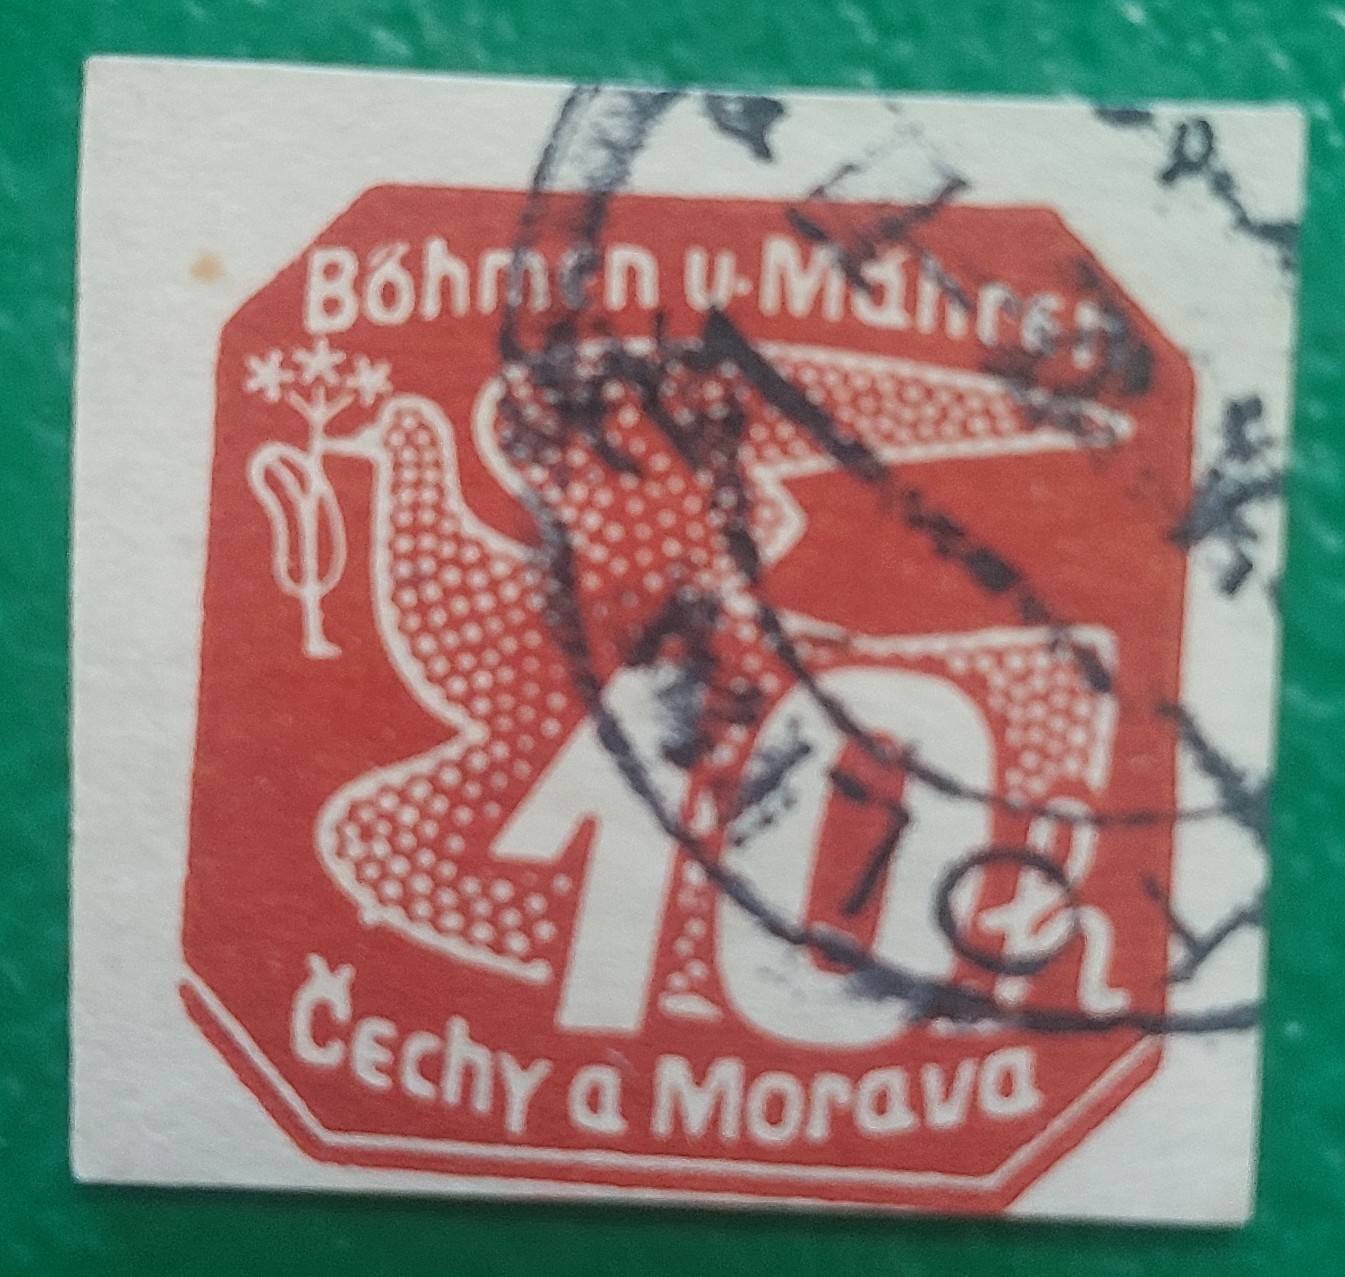 Böhmen u. Mähren
10 h
Čechy a Morava